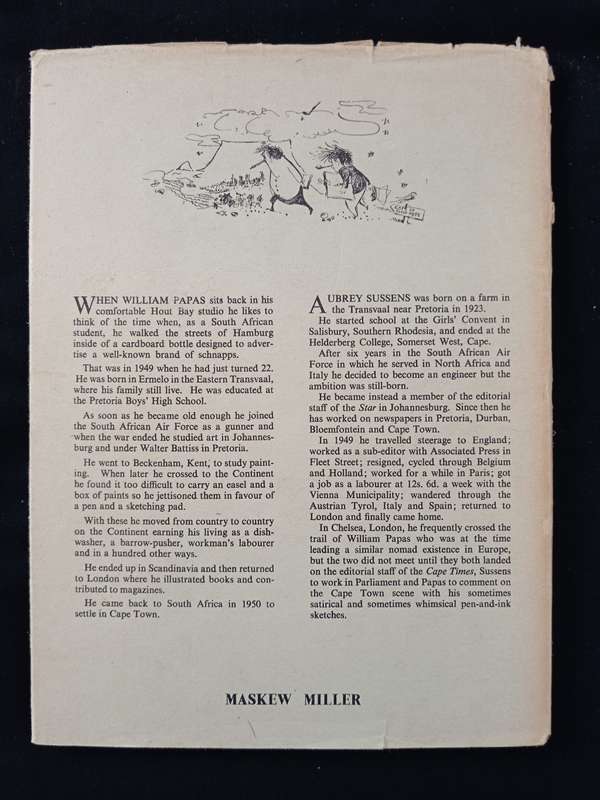 WHEN WILLIAM PAPAS sits back in his
comfortable Hout Bay studio he likes to
think of the time when, as a South African
student, he walked the streets of Hamburg
inside of a cardboard bottle designed to adver-
tise a well-known brand of schnapps.
That was in 1949 when he had just turned 22.
He was born in Ermelo in the Eastern Transvaal,
where his family still live. He was educated at
the Pretoria Boys' High School.
As soon as he became old enough he joined
the South African Air Force as a gunner and
when the war ended he studied art in Johannes-
burg and under Walter Battiss in Pretoria.
He went to Beckenham, Kent, to study paint-
ing. When later he crossed to the Continent
he found it too difficult to carry an easel and a
box of paints so he jettisoned them in favour of
a pen and a sketching pad.
With these he moved from country to country
on the Continent earning his living as a dish-
washer, a barrow-pusher, workman's labourer
and in a hundred other ways.
He ended up in Scandinavia and then returned
to London where he illustrated books and con-
tributed to magazines.
He came back to South Africa in 1950 to
settle in Cape Town.
AUBREY SUSSENS was born on a farm in
the Transvaal near Pretoria in 1923.
He started school at the Girls' Convent in
Salisbury, Southern Rhodesia, and ended at the
Helderberg College, Somerset West, Cape.
After six years in the South African Air
Force in which he served in North Africa and
Italy he decided to become an engineer but the
ambition was still-born.
He became instead a member of the editorial
staff of the Star in Johannesburg. Since then he
has worked on newspapers in Pretoria, Durban,
Bloemfontein and Cape Town.
In 1949 he travelled steerage to England;
worked as a sub-editor with Associated Press in
Fleet Street; resigned, cycled through Belgium
and Holland; worked for a while in Paris; got
a job as a labourer at 12s. 6d. a week with the
Vienna Municipality; wandered through the
Austrian Tyrol, Italy and Spain; returned to
London and finally came home.
In Chelsea, London, he frequently crossed the
trail of William Papas who was at the time
leading a similar nomad existence in Europe,
but the two did not meet until they both landed
on the editorial staff of the Cape Times, Sussens
to work in Parliament and Papas to comment on
the Cape Town scene with his sometimes
satirical and sometimes whimsical pen-and-ink
sketches.
MASKEW MILLER